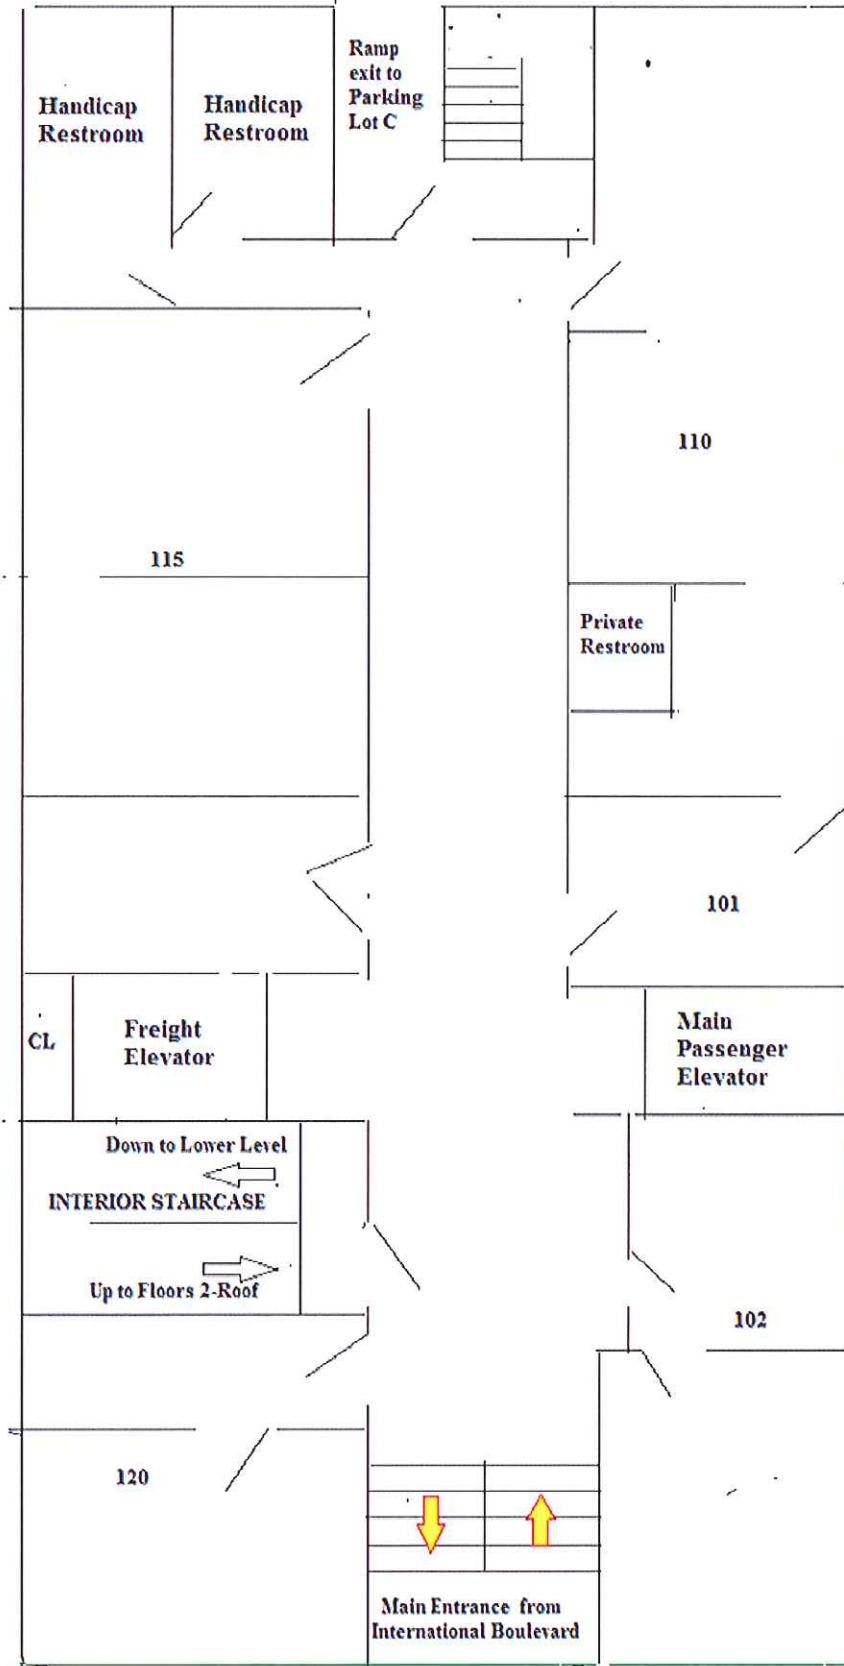 Handicap
Restroom
Handicap
Restroom
Ramp
exit to
Parking
Lot C
110
115
Private
Restroom
101
CL
Freight
Elevator
Main
Passenger
Elevator
Down to Lower Level
INTERIOR STAIRCASE
Up to Floors 2-Roof
102
120
Main Entrance from
International Boulevard